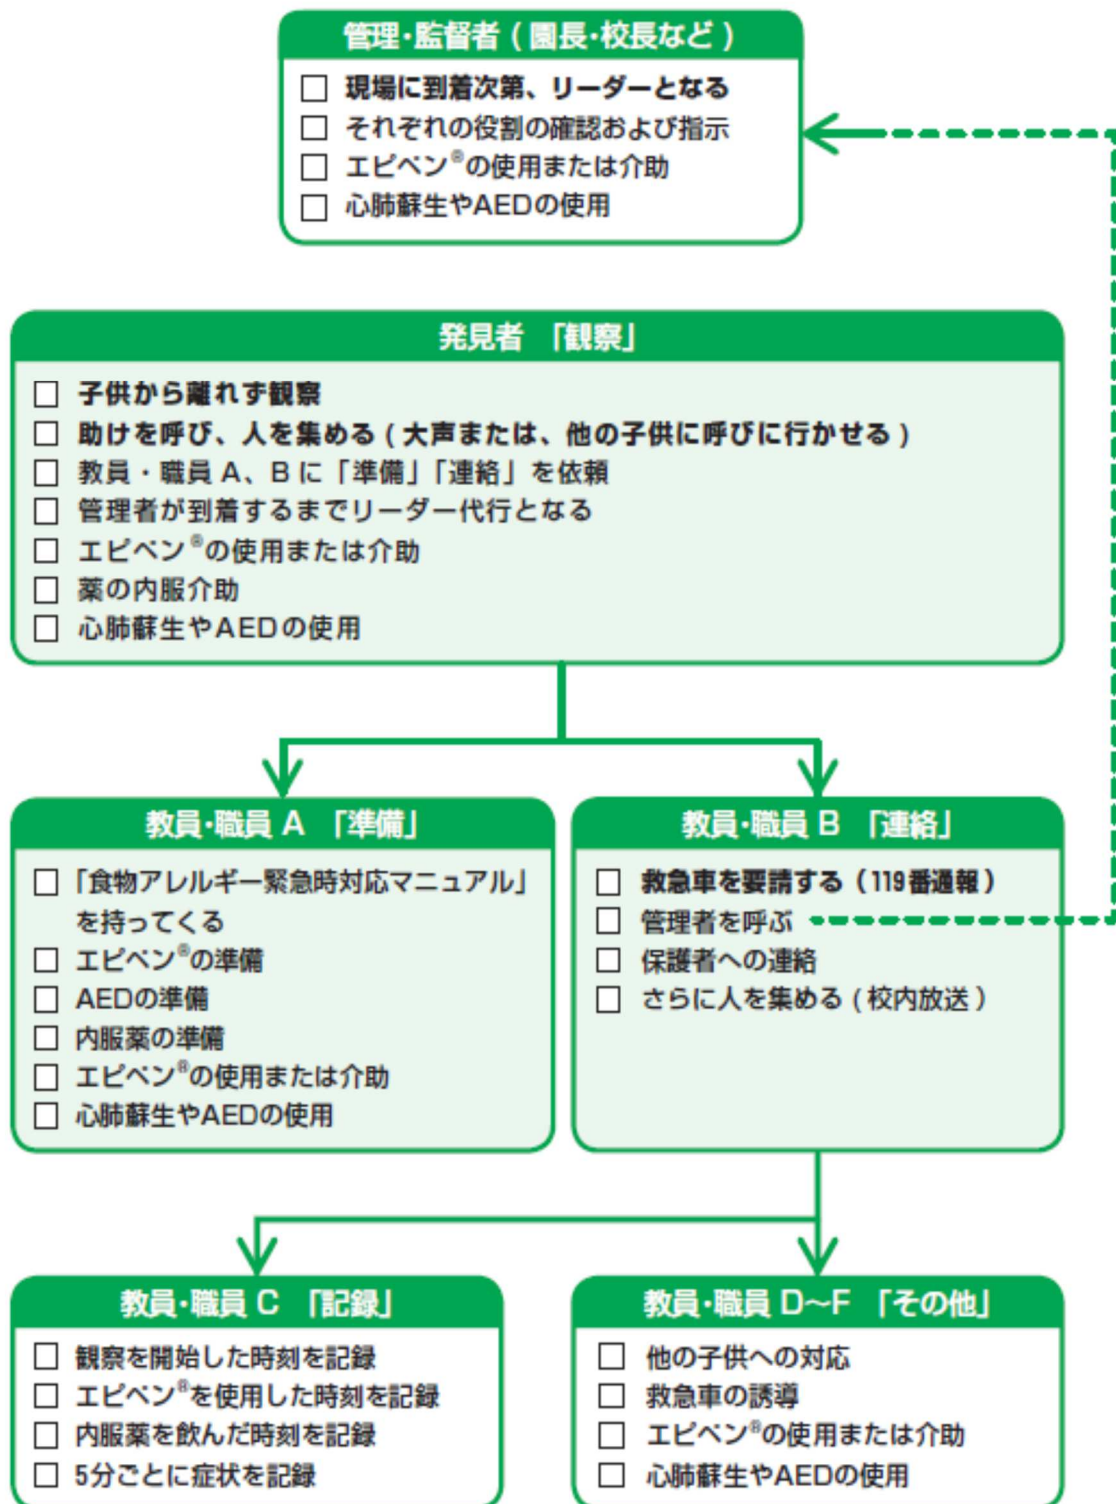 管理・監督者（園長・校長など）
□ 現場に到着次第、リーダーとなる
□ それぞれの役割の確認および指示
□ エピペン®の使用または介助
□ 心肺蘇生やAEDの使用
発見者 「観察」
□ 子供から離れず観察
□ 助けを呼び、人を集める（大声または、他の子供に呼びに行かせる）
□ 教員・職員 A、B に「準備」「連絡」を依頼
□ 管理者が到着するまでリーダー代行となる
□ エピペン®の使用または介助
□ 薬の内服介助
□ 心肺蘇生やAEDの使用
教員・職員 A 「準備」
□ 「食物アレルギー緊急時対応マニュアル」
を持ってくる
□ エピペン®の準備
□ AEDの準備
□ 内服薬の準備
□ エピペン®の使用または介助
□ 心肺蘇生やAEDの使用
教員・職員 B 「連絡」
□ 救急車を要請する（119番通報）
□ 管理者を呼ぶ
□ 保護者への連絡
□ さらに人を集める（校内放送）
教員・職員 C 「記録」
□ 観察を開始した時刻を記録
□ エピペン®を使用した時刻を記録
□ 内服薬を飲んだ時刻を記録
□ 5分ごとに症状を記録
教員・職員 D〜F 「その他」
□ 他の子供への対応
□ 救急車の誘導
□ エピペン®の使用または介助
□ 心肺蘇生やAEDの使用